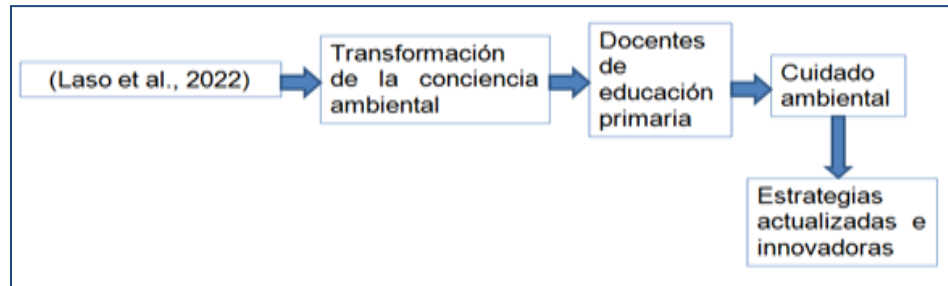 (Laso et al., 2022)
Transformación
de la conciencia
ambiental
Docentes
de
educación
primaria
Cuidado
ambiental
Estrategias
actualizadas e
innovadoras